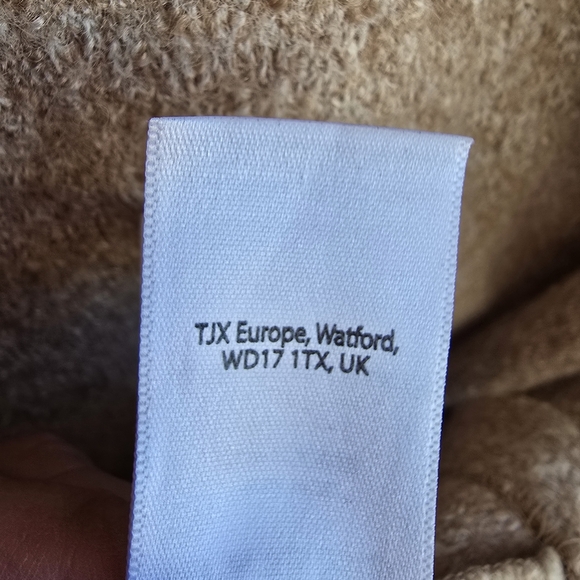 TJX Europe, Watford,
WD17 1TX, UK